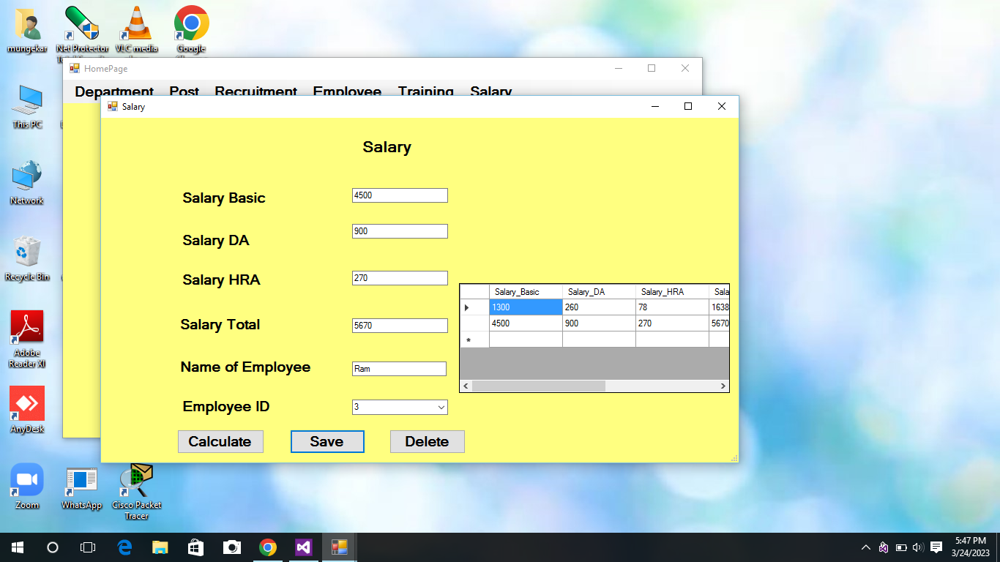 mungekar
Net Protector
VLC media
Google
HomePage
Department Post Recruitment Employee Training Salary
Salary
Salary
This PC
Salary Basic 4500
Network
Salary DA 900
Recycle Bin
Salary HRA 270
Salary_Basic Salary_DA Salary_HRA Sala
1300 260 78 1638
4500 900 270 5670
*
Salary Total 5670
Adobe
Reader XI
Name of Employee Ram
Employee ID 3
AnyDesk
Calculate Save Delete
Zoom
WhatsApp
Cisco Packet
Tracer
5:47 PM
3/24/2023